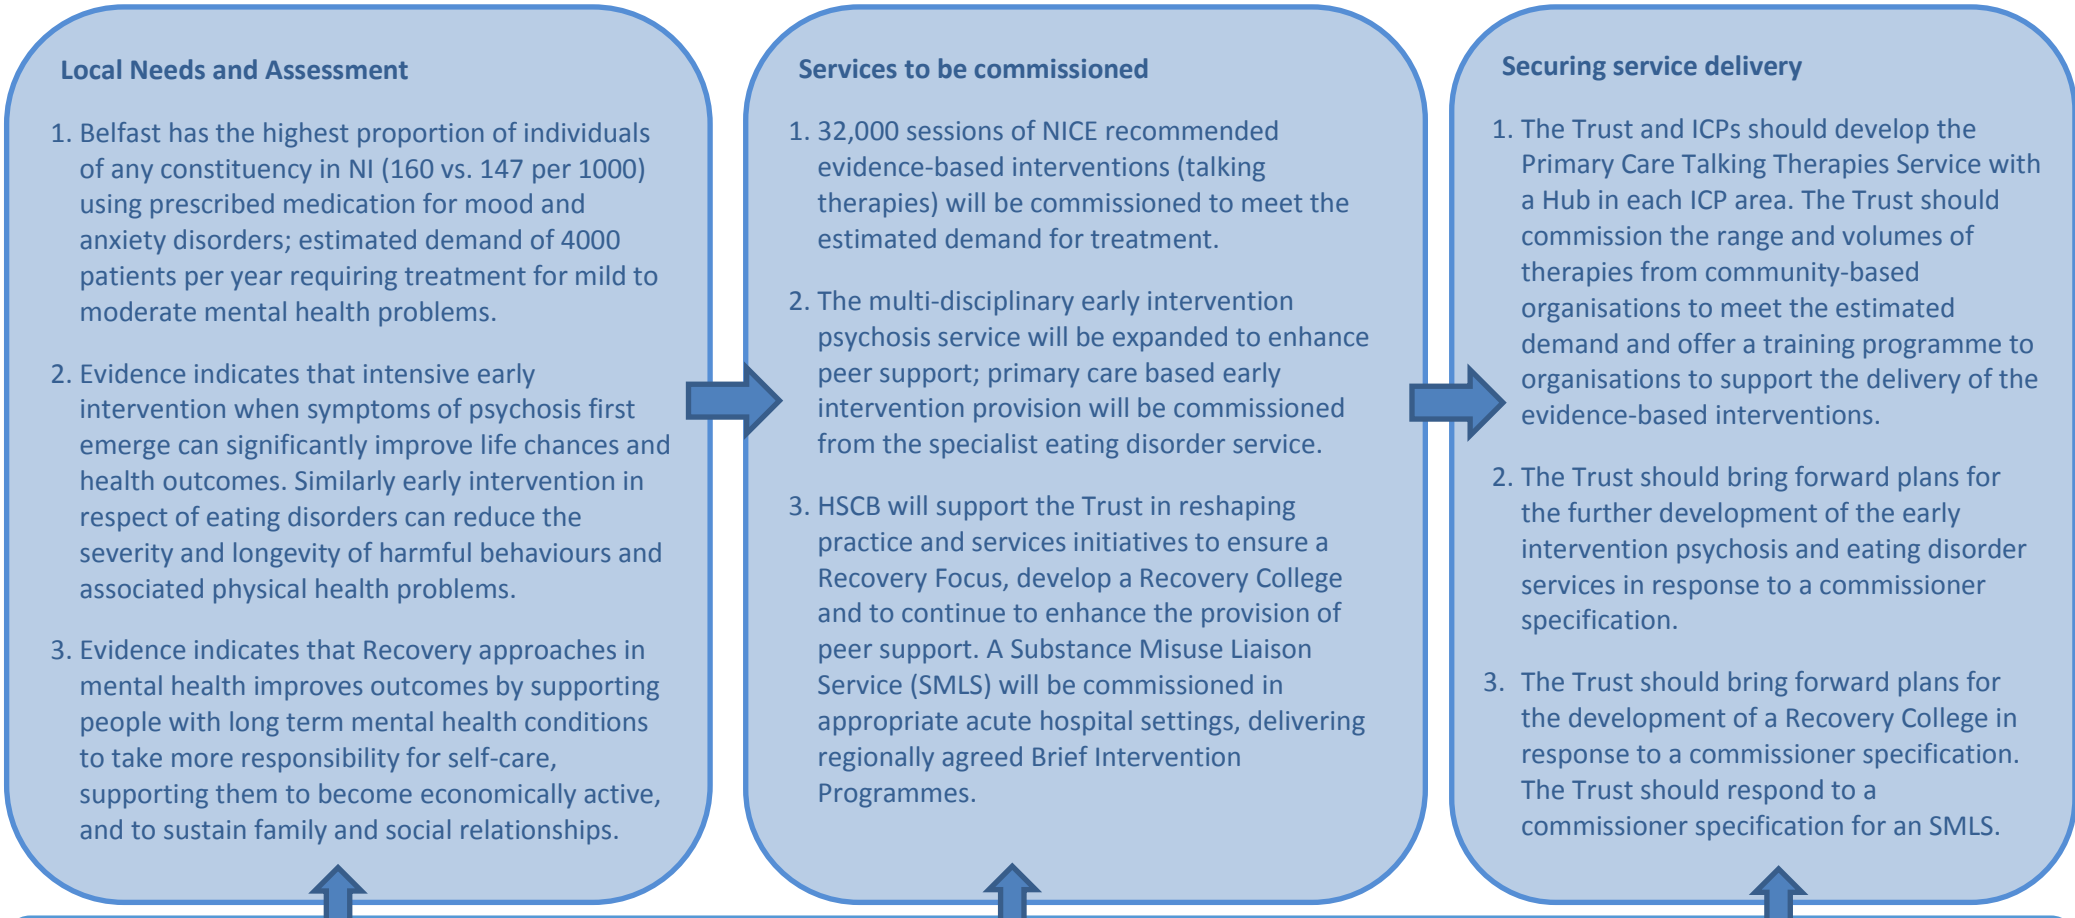 Local Needs and Assessment
1. Belfast has the highest proportion of individuals
of any constituency in NI (160 vs. 147 per 1000)
using prescribed medication for mood and
anxiety disorders; estimated demand of 4000
patients per year requiring treatment for mild to
moderate mental health problems.
2. Evidence indicates that intensive early
intervention when symptoms of psychosis first
emerge can significantly improve life chances and
health outcomes. Similarly early intervention in
respect of eating disorders can reduce the
severity and longevity of harmful behaviours and
associated physical health problems.
3. Evidence indicates that Recovery approaches in
mental health improves outcomes by supporting
people with long term mental health conditions
to take more responsibility for self-care,
supporting them to become economically active,
and to sustain family and social relationships.
Services to be commissioned
1. 32,000 sessions of NICE recommended
evidence-based interventions (talking
therapies) will be commissioned to meet the
estimated demand for treatment.
2. The multi-disciplinary early intervention
psychosis service will be expanded to enhance
peer support; primary care based early
intervention provision will be commissioned
from the specialist eating disorder service.
3. HSCB will support the Trust in reshaping
practice and services initiatives to ensure a
Recovery Focus, develop a Recovery College
and to continue to enhance the provision of
peer support. A Substance Misuse Liaison
Service (SMLS) will be commissioned in
appropriate acute hospital settings, delivering
regionally agreed Brief Intervention
Programmes.
Securing service delivery
1. The Trust and ICPs should develop the
Primary Care Talking Therapies Service with
a Hub in each ICP area. The Trust should
commission the range and volumes of
therapies from community-based
organisations to meet the estimated
demand and offer a training programme to
organisations to support the delivery of the
evidence-based interventions.
2. The Trust should bring forward plans for
the further development of the early
intervention psychosis and eating disorder
services in response to a commissioner
specification.
3. The Trust should bring forward plans for
the development of a Recovery College in
response to a commissioner specification.
The Trust should respond to a
commissioner specification for an SMLS.